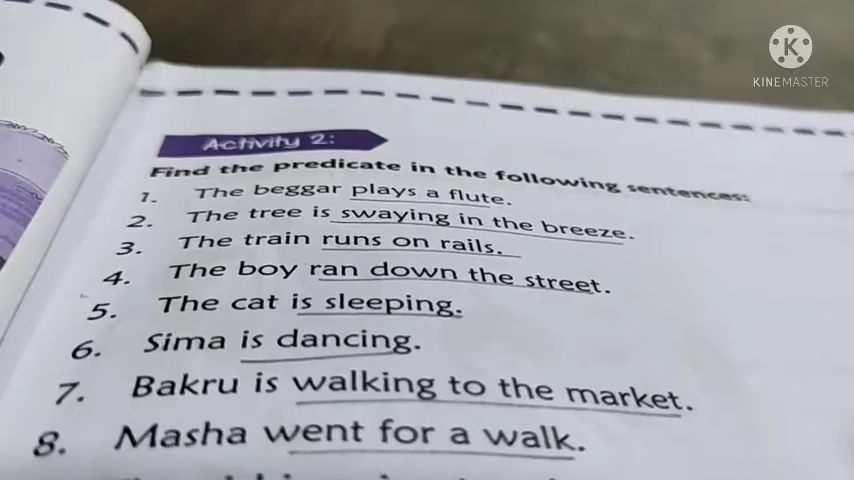 K
KINEMASTER
Activity 2:
Find the predicate in the following sentences:
1. The beggar plays a flute.
2. The tree is swaying in the breeze.
3. The train runs on rails.
4. The boy ran down the street.
5. The cat is sleeping.
6. Sima is dancing.
7. Bakru is walking to the market.
8. Masha went for a walk.